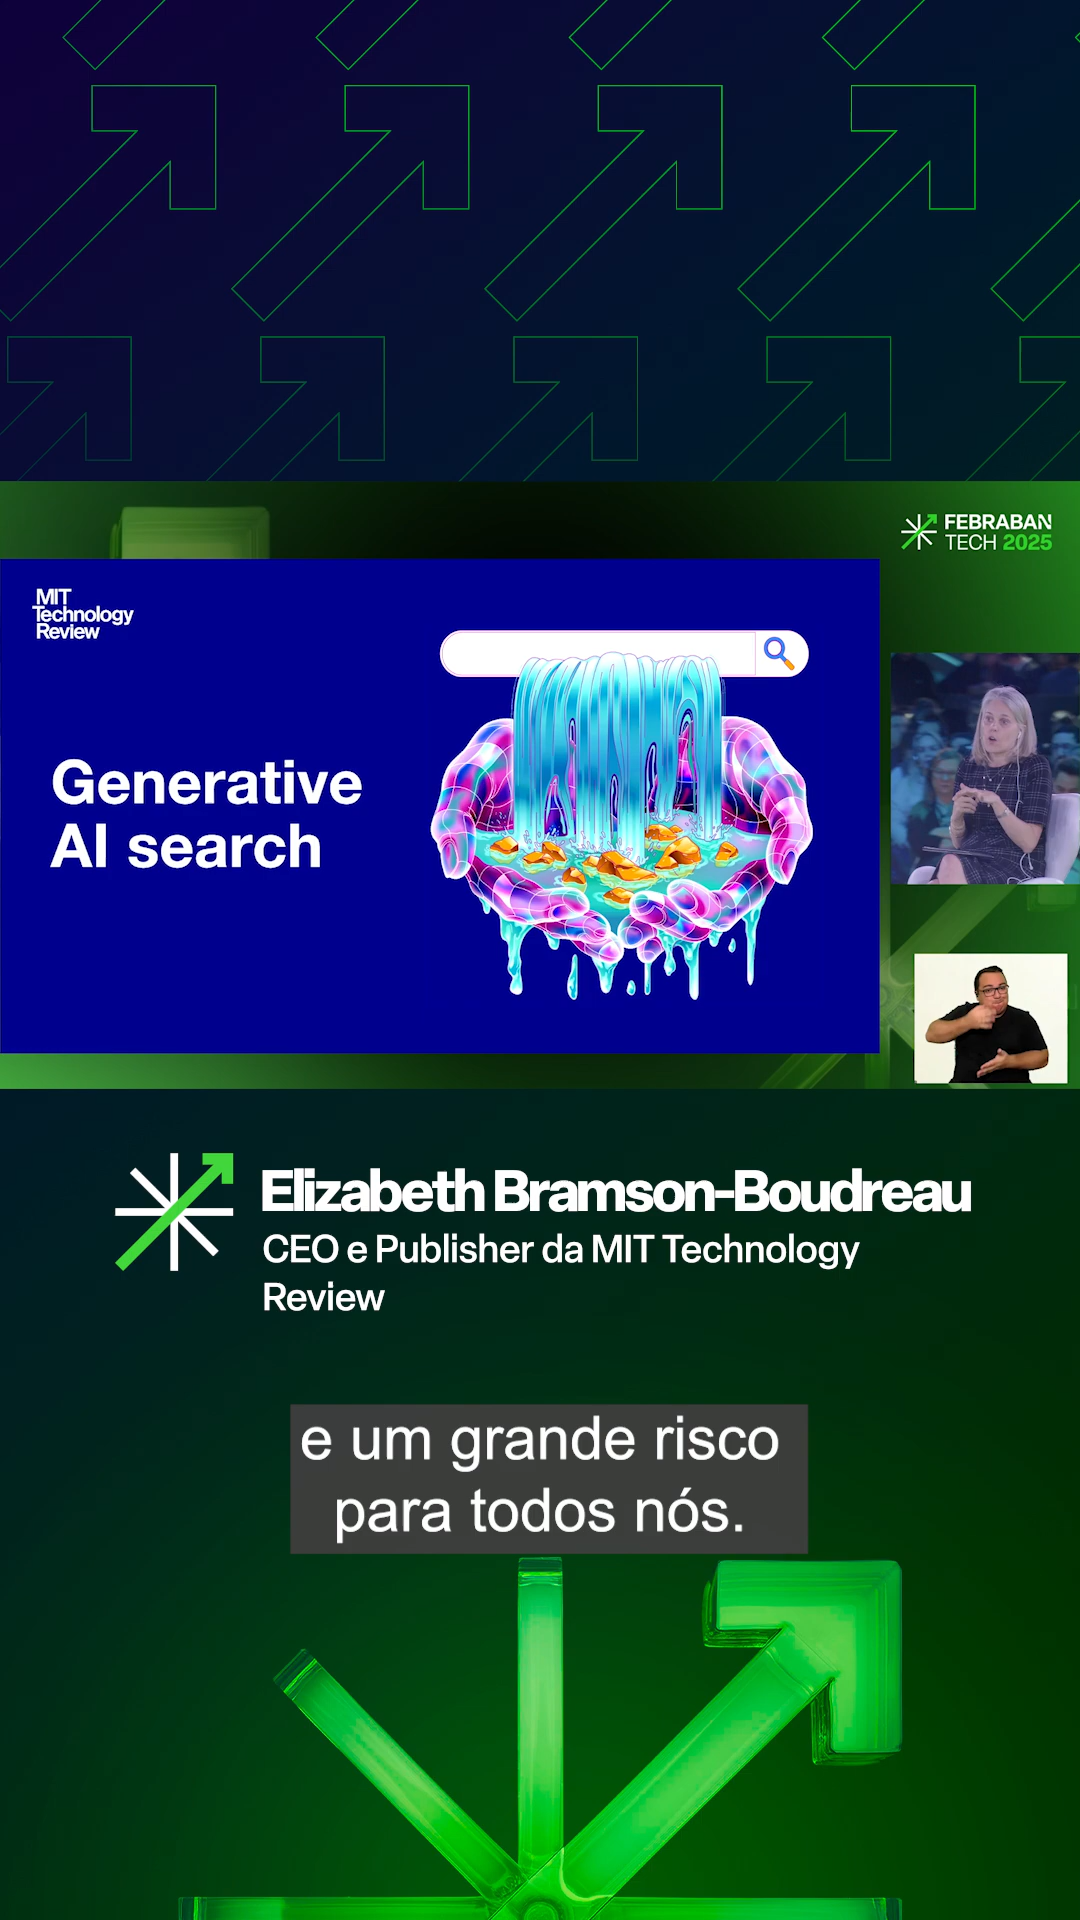 FEBRABAN
TECH 2025
MIT
Technology
Review
Generative
AI search
Elizabeth Bramson-Boudreau
CEO e Publisher da MIT Technology
Review
e um grande risco
para todos nós.